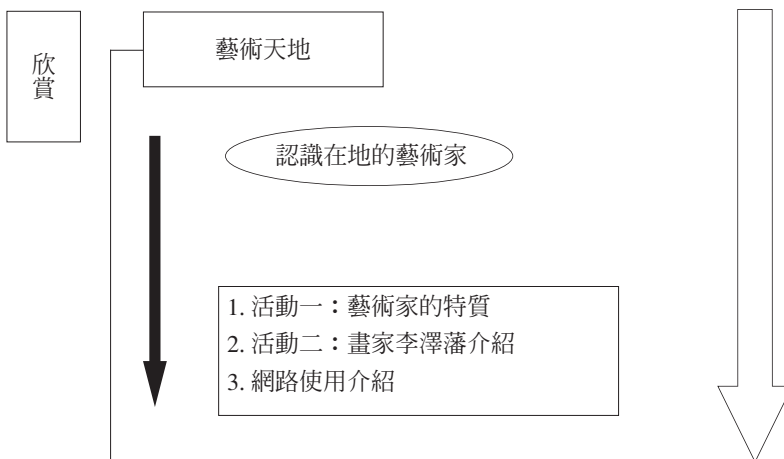 欣賞
藝術天地
認識在地的藝術家
1. 活動一：藝術家的特質
2. 活動二：畫家李澤藩介紹
3. 網路使用介紹